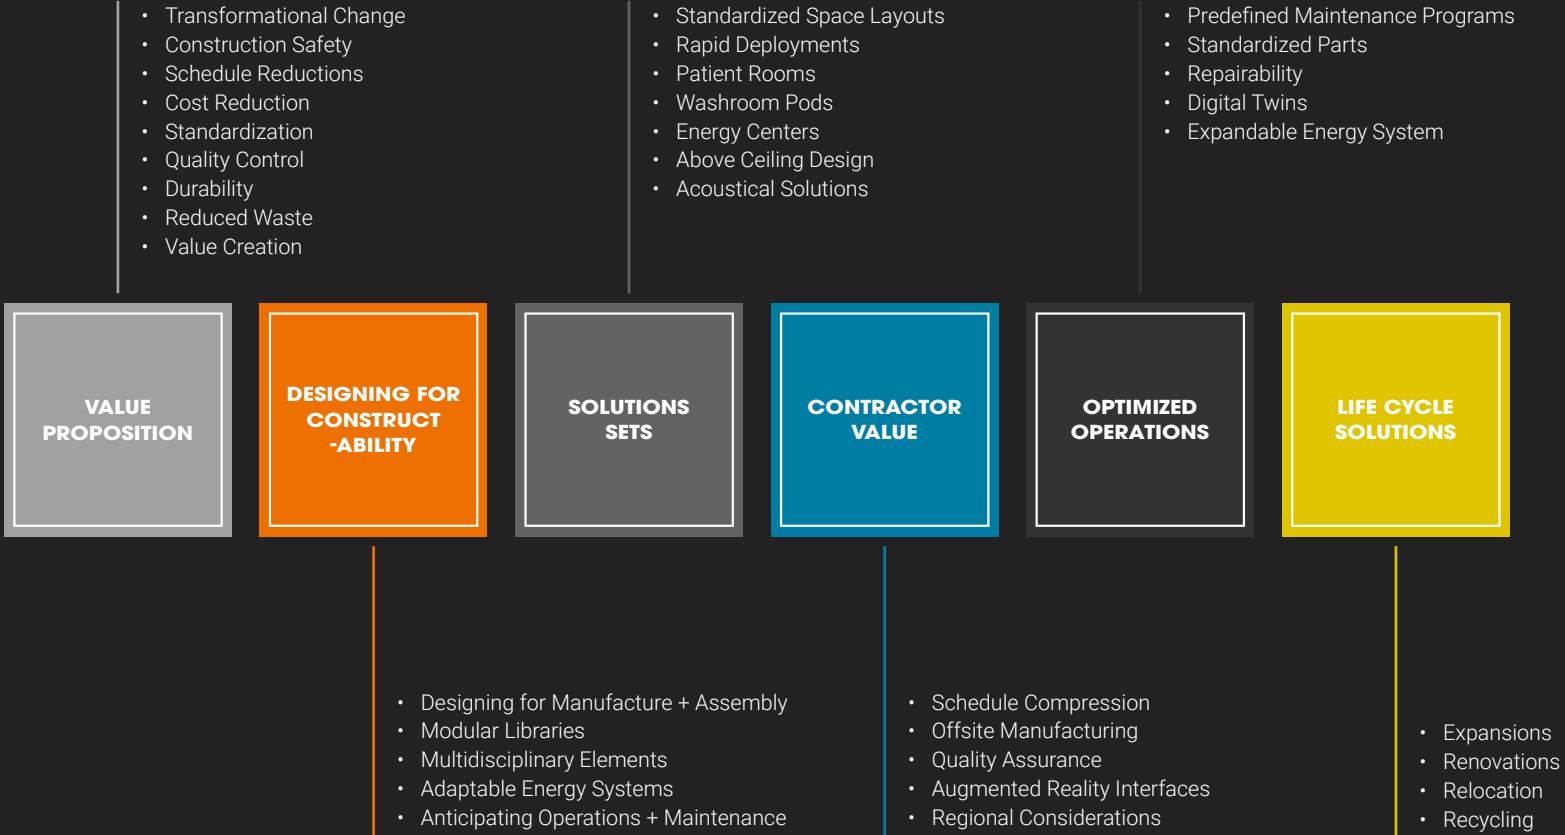 • Transformational Change
• Construction Safety
• Schedule Reductions
• Cost Reduction
• Standardization
• Quality Control
• Durability
• Reduced Waste
• Value Creation
• Standardized Space Layouts
• Rapid Deployments
• Patient Rooms
• Washroom Pods
• Energy Centers
• Above Ceiling Design
• Acoustical Solutions
• Predefined Maintenance Programs
• Standardized Parts
• Repairability
• Digital Twins
• Expandable Energy System
VALUE
PROPOSITION
DESIGNING FOR
CONSTRUCT
-ABILITY
SOLUTIONS
SETS
CONTRACTOR
VALUE
OPTIMIZED
OPERATIONS
LIFE CYCLE
SOLUTIONS
• Designing for Manufacture + Assembly
• Modular Libraries
• Multidisciplinary Elements
• Adaptable Energy Systems
• Anticipating Operations + Maintenance
• Schedule Compression
• Offsite Manufacturing
• Quality Assurance
• Augmented Reality Interfaces
• Regional Considerations
• Expansions
• Renovations
• Relocation
• Recycling